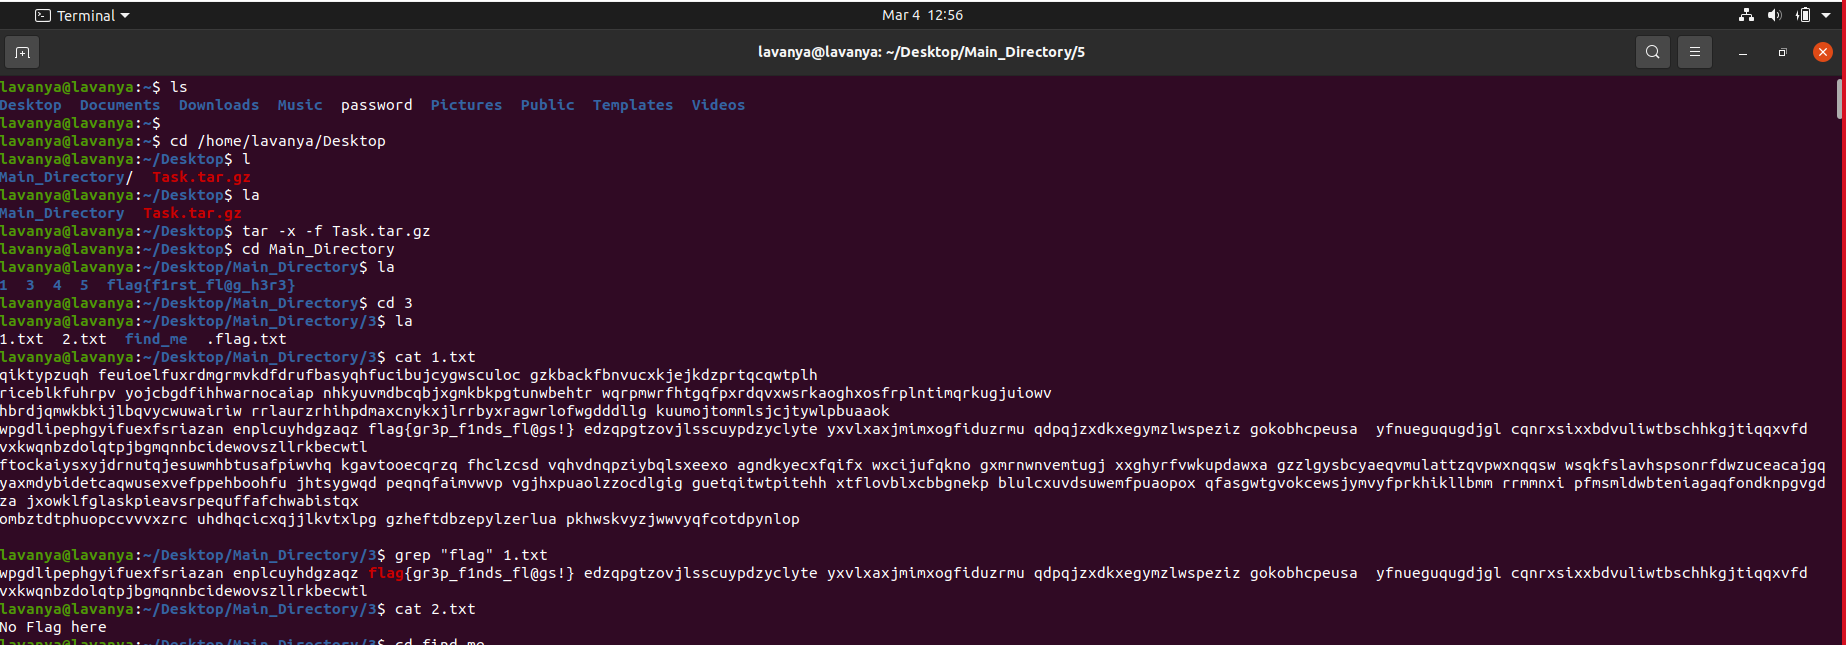 Terminal
Mar 4 12:56
lavanya@lavanya: ~/Desktop/Main_Directory/5
lavanya@lavanya:~$ ls
Desktop  Documents  Downloads  Music  password  Pictures  Public  Templates  Videos
lavanya@lavanya:~$
lavanya@lavanya:~$ cd /home/lavanya/Desktop
lavanya@lavanya:~/Desktop$ l
Main_Directory/  Task.tar.gz
lavanya@lavanya:~/Desktop$ la
Main_Directory  Task.tar.gz
lavanya@lavanya:~/Desktop$ tar -x -f Task.tar.gz
lavanya@lavanya:~/Desktop$ cd Main_Directory
lavanya@lavanya:~/Desktop/Main_Directory$ la
1  3  4  5  flag{f1rst_fl@g_h3r3}
lavanya@lavanya:~/Desktop/Main_Directory$ cd 3
lavanya@lavanya:~/Desktop/Main_Directory/3$ la
1.txt  2.txt  find_me  .flag.txt
lavanya@lavanya:~/Desktop/Main_Directory/3$ cat 1.txt
qiktypzuqh feuioelfuxrdmgrmvkdfdrufbasyqhfucibujcygwsculoc gzkbackfbnvucxkjejkdzprtqcqwtplh
riceblkfuhrpv yojcbgdfihhwarnocaiap nhkyuvmdbcqbjxgmkbkpgtunwbehtr wqrpmwrfhtgqfpxrdqvxwsrkaoghxosfrplntimqrkugjuiowv
hbrdjqmwkbkijlbqvycwuwairiw rrlaurzrhihpdmaxcnykxjlrrbyxragwrlofwgdddllg kuumojtommlsjcjtywlpbuaaok
wpgdlipephgyifuexfsriazan enplcuyhdgzaqz flag{gr3p_f1nds_fl@gs!} edzqpgtzovjlsscuypdzyclyte yxvlxaxjmimxogfiduzrmu qdpqjzxdkxegymzlwspeziz gokobhcpeusa  yfnueguqugdjgl cqnrxsixxbdvuliwtbschhkgjtiqqxvfd
vxkwqnbzdolqtpjbgmqnnbcidewovszllrkbecwtl
ftockaiysxyjdrnutqjesuwmhbtusafpiwvhq kgavtooecqrzq fhclzcsd vqhvdnqpziybqlsxeexo agndkyecxfqifx wxcijufqkno gxmrnwnvemtugj xxghyrfvwkupdawxa gzzlgysbcyaeqvmulattzqvpwxnqqsw wsqkfslavhspsonrfdwzuceacajgq
yaxmdybidetcaqwusexvefppehboohfu jhtsygwqd peqnqfaimvwvp vgjhxpuaolzzocdlgig guetqitwtpitehh xtflovblxcbbgnekp blulcxuvdsuwemfpuaopox qfasgwtgvokcewsjymvyfprkhikllbmm rrmmnxi pfmsmldwbteniagaqfondknpgvgd
za jxowklfglaskpieavsrpequffafchwabistqx
ombztdtphuopccvvvxzrc uhdhqcicxqjjlkvtxlpg gzheftdbzepylzerlua pkhwskvyzjwwvyqfcotdpynlop
lavanya@lavanya:~/Desktop/Main_Directory/3$ grep "flag" 1.txt
wpgdlipephgyifuexfsriazan enplcuyhdgzaqz flag{gr3p_f1nds_fl@gs!} edzqpgtzovjlsscuypdzyclyte yxvlxaxjmimxogfiduzrmu qdpqjzxdkxegymzlwspeziz gokobhcpeusa  yfnueguqugdjgl cqnrxsixxbdvuliwtbschhkgjtiqqxvfd
vxkwqnbzdolqtpjbgmqnnbcidewovszllrkbecwtl
lavanya@lavanya:~/Desktop/Main_Directory/3$ cat 2.txt
No Flag here
lavanya@lavanya:~/Desktop/Main_Directory/3$ cd find_me